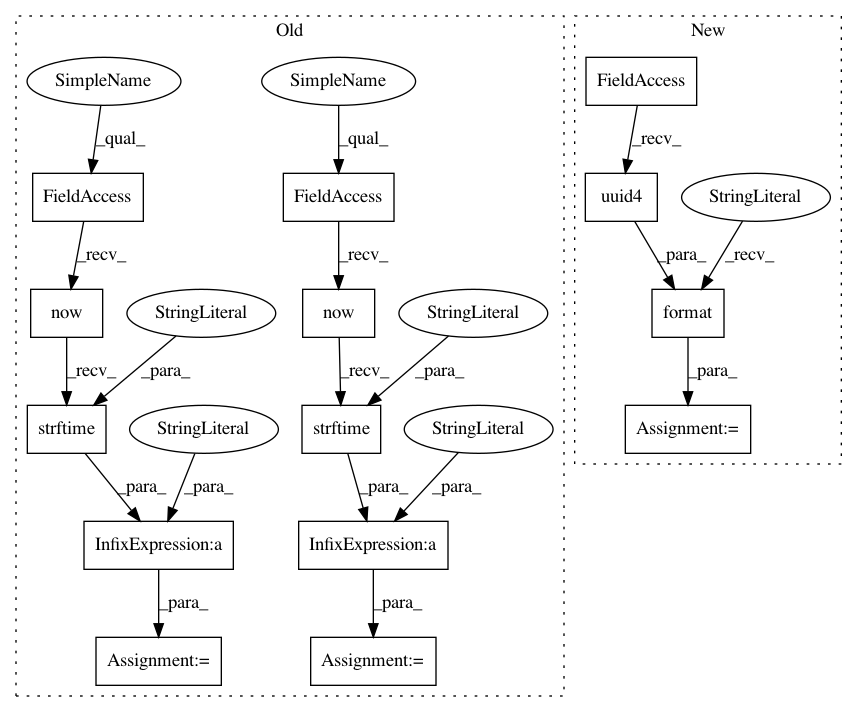 Old
New
SimpleName
SimpleName
FieldAccess
_qual_
_qual_
_recv_
FieldAccess
FieldAccess
uuid4
StringLiteral
_recv_
_recv_
_para_
_recv_
now
StringLiteral
now
StringLiteral
format
_recv_
_para_
_recv_
_para_
_para_
strftime
StringLiteral
strftime
StringLiteral
Assignment:=
_para_
_para_
_para_
_para_
InfixExpression:a
InfixExpression:a
_para_
_para_
Assignment:=
Assignment:=